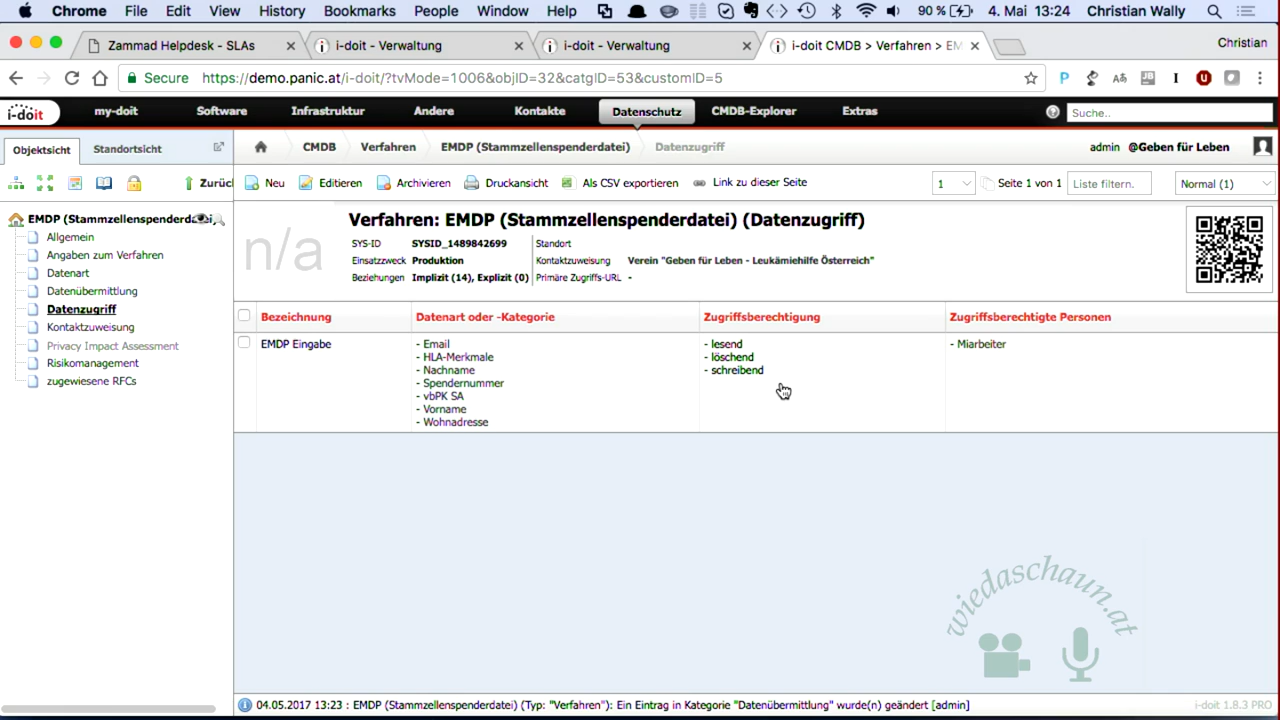 Chrome File Edit View History Bookmarks People Window Help 90 % 4. Mai 13:24 Christian Wally
Zammad Helpdesk - SLAs i-doit - Verwaltung i-doit - Verwaltung i-doit CMDB > Verfahren > EM Christian
Secure https://demo.panic.at/i-doit/?tvMode=1006&objID=32&catgID=53&customID=5
i-doit my-doit Software Infrastruktur Andere Kontakte Datenschutz CMDB-Explorer Extras Suche..
Objektsicht Standortsicht CMDB Verfahren EMDP (Stammzellenspenderdatei) Datenzugriff admin @Geben für Leben
Zurüc Neu Editieren Archivieren Druckansicht Als CSV exportieren Link zu dieser Seite 1 Seite 1 von 1 Liste filtern. Normal (1)
EMDP (Stammzellenspenderdatei)
Allgemein
Angaben zum Verfahren
Datenart
Datenübermittlung
Datenzugriff
Kontaktzuweisung
Privacy Impact Assessment
Risikomanagement
zugewiesene RFCs
n/a
Verfahren: EMDP (Stammzellenspenderdatei) (Datenzugriff)
SYS-ID SYSID_1489842699 Standort
Einsatzzweck Produktion Kontaktzuweisung Verein "Geben für Leben - Leukämiehilfe Österreich"
Beziehungen Implizit (14), Explizit (0) Primäre Zugriffs-URL -
Bezeichnung Datenart oder -Kategorie Zugriffsberechtigung Zugriffsberechtigte Personen
EMDP Eingabe - Email - lesend - Miarbeiter
- HLA-Merkmale - löschend
- Nachname - schreibend
- Spendernummer
- vbPK SA
- Vorname
- Wohnadresse
wiedaschaun.at
04.05.2017 13:23 : EMDP (Stammzellenspenderdatei) (Typ: "Verfahren"): Ein Eintrag in Kategorie "Datenübermittlung" wurde(n) geändert [admin] i-doit 1.8.3 PRO